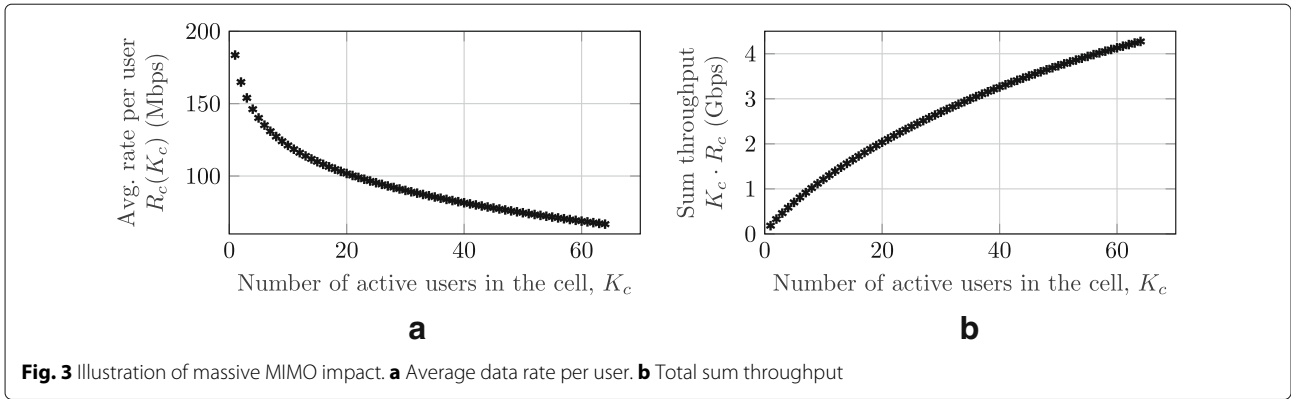 Avg. rate per user
R_c(K_c) (Mbps)
200
150
100
0
20
40
60
Number of active users in the cell, K_c
a
Sum throughput
K_c · R_c (Gbps)
4
3
2
1
0
0
20
40
60
Number of active users in the cell, K_c
b
Fig. 3 Illustration of massive MIMO impact. a Average data rate per user. b Total sum throughput